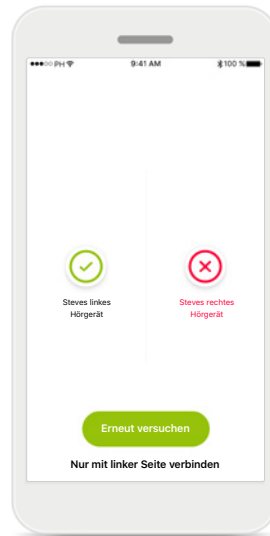 PH 9:41 AM 100 %
Steves linkes
Hörgerät
Steves rechtes
Hörgerät
Erneut versuchen
Nur mit linker Seite verbinden